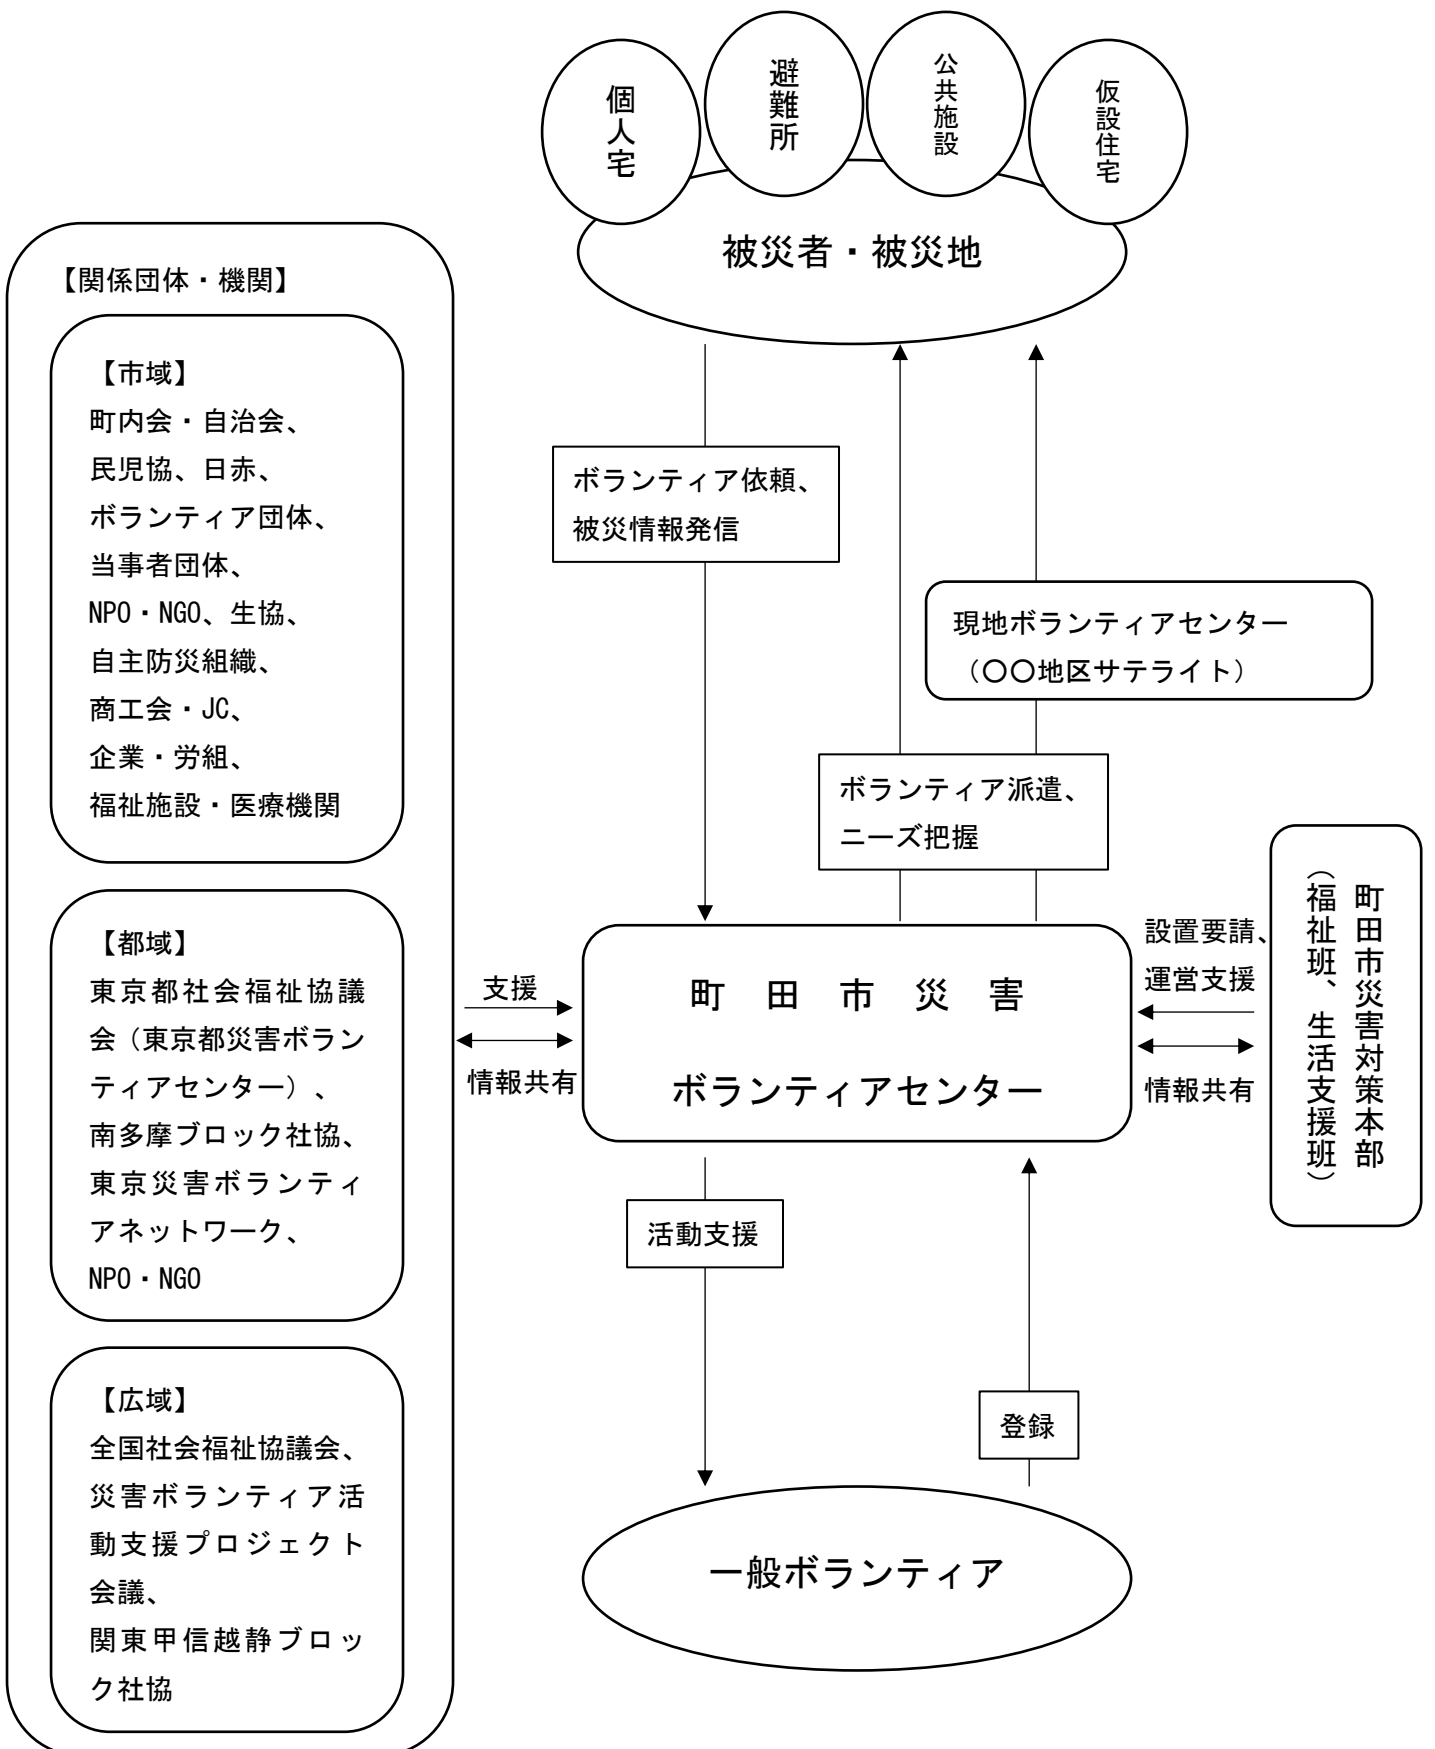 個人宅
避難所
公共施設
仮設住宅
被災者・被災地
【関係団体・機関】
【市域】
町内会・自治会、
民児協、日赤、
ボランティア団体、
当事者団体、
NPO・NGO、生協、
自主防災組織、
商工会・JC、
企業・労組、
福祉施設・医療機関
【都域】
東京都社会福祉協議
会（東京都災害ボラン
ティアセンター）、
南多摩ブロック社協、
東京災害ボランティ
アネットワーク、
NPO・NGO
【広域】
全国社会福祉協議会、
災害ボランティア活
動支援プロジェクト
会議、
関東甲信越静ブロッ
ク社協
ボランティア依頼、
被災情報発信
現地ボランティアセンター
（〇〇地区サテライト）
ボランティア派遣、
ニーズ把握
支援
情報共有
町田市災害
ボランティアセンター
設置要請、
運営支援
情報共有
町田市災害対策本部
（福祉班、生活支援班）
活動支援
登録
一般ボランティア